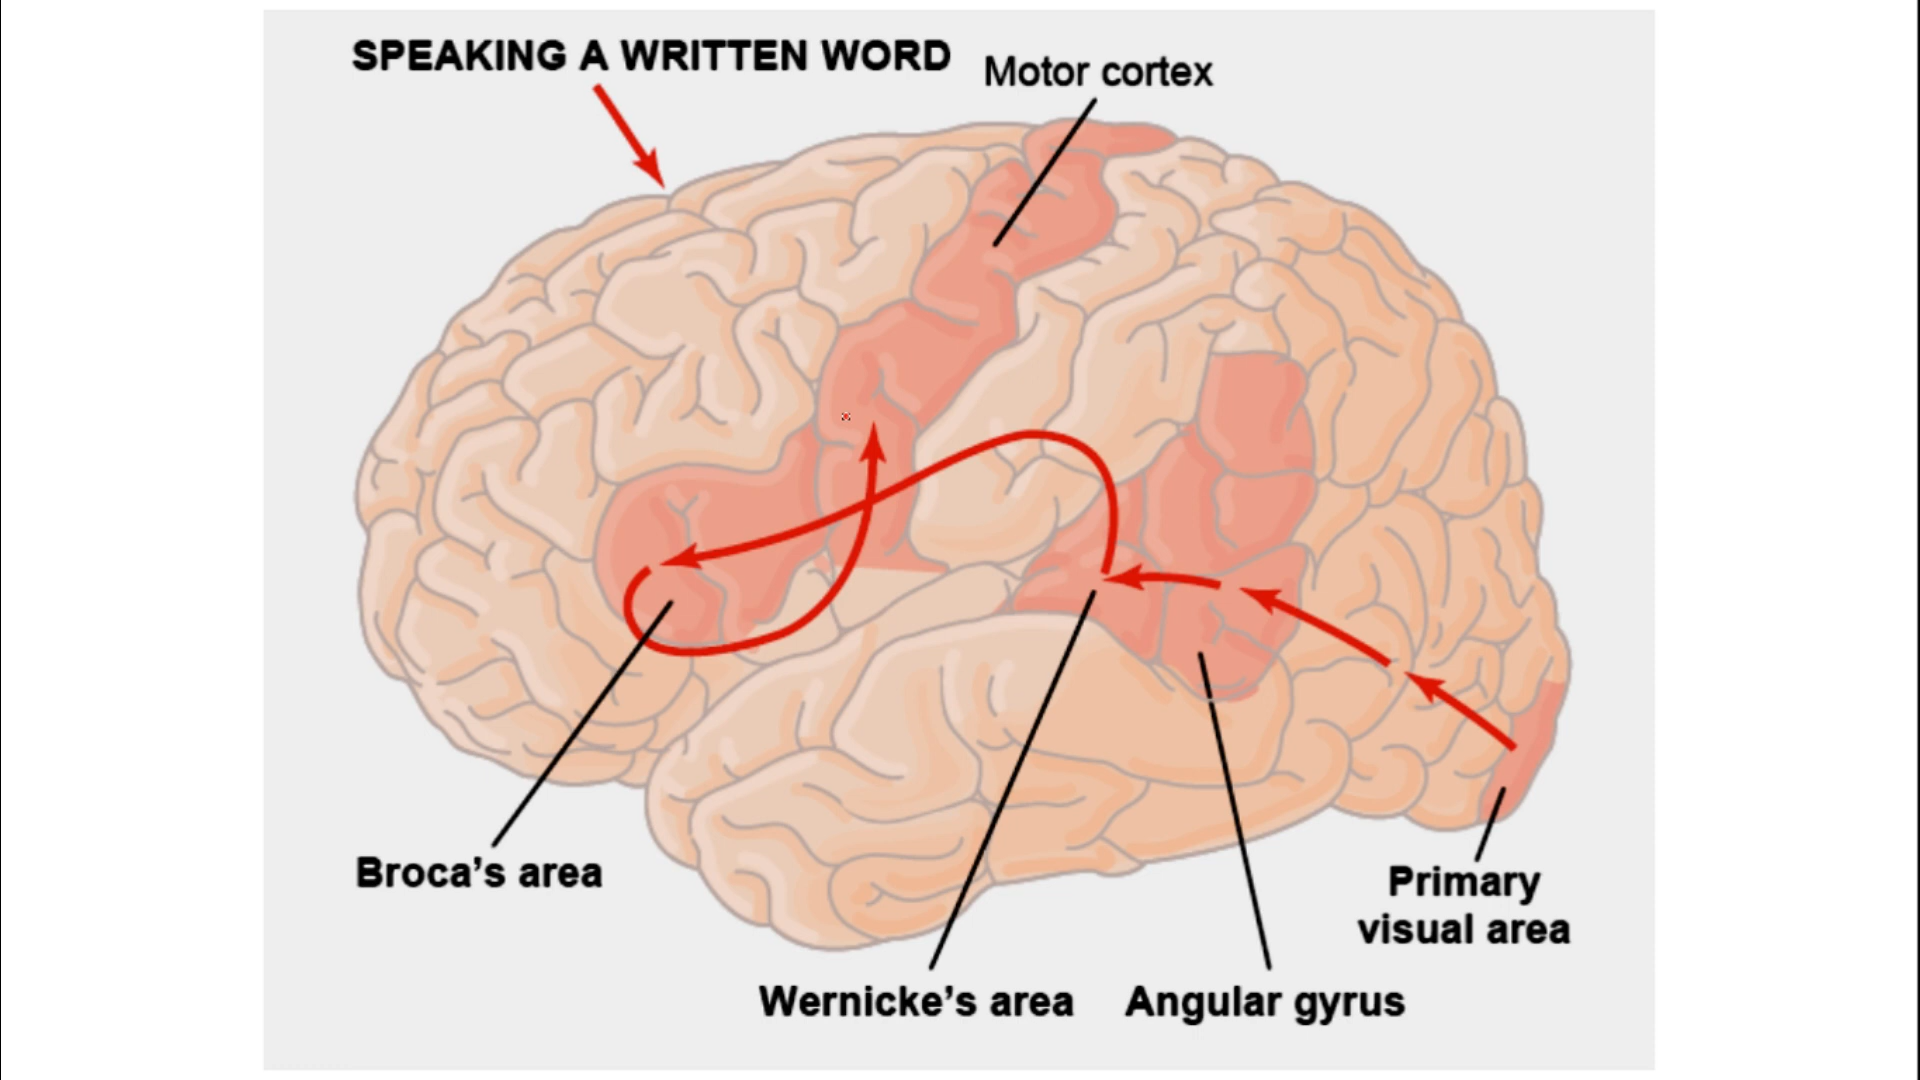 SPEAKING A WRITTEN WORD
Motor cortex
Broca’s area
Primary
visual area
Wernicke’s area
Angular gyrus